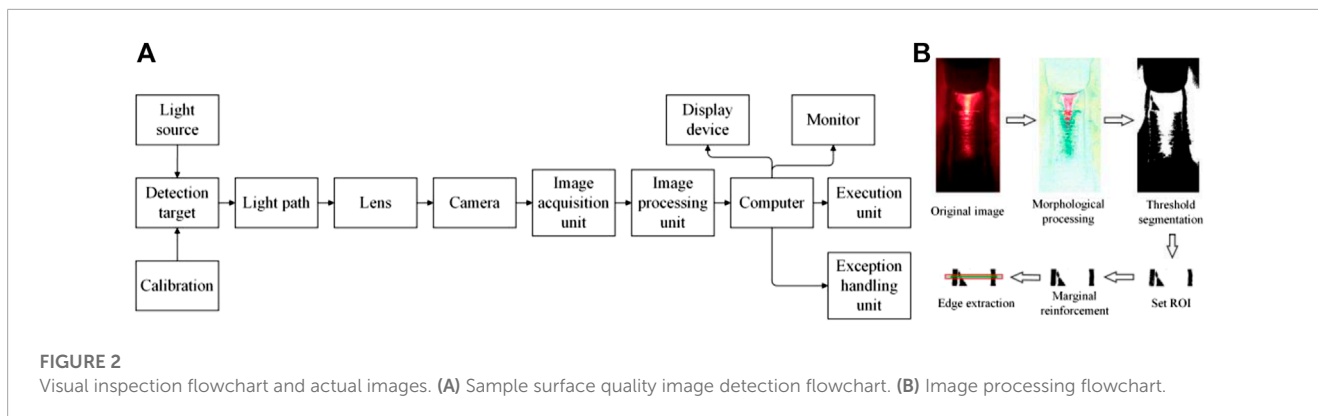 A
Light
source
Detection
target
Calibration
Light path
Lens
Camera
Image
acquisition
unit
Image
processing
unit
Computer
Display
device
Monitor
Execution
unit
Exception
handling
unit
B
Original image
Morphological
processing
Threshold
segmentation
Set ROI
Marginal
reinforcement
Edge extraction
FIGURE 2
Visual inspection flowchart and actual images. (A) Sample surface quality image detection flowchart. (B) Image processing flowchart.